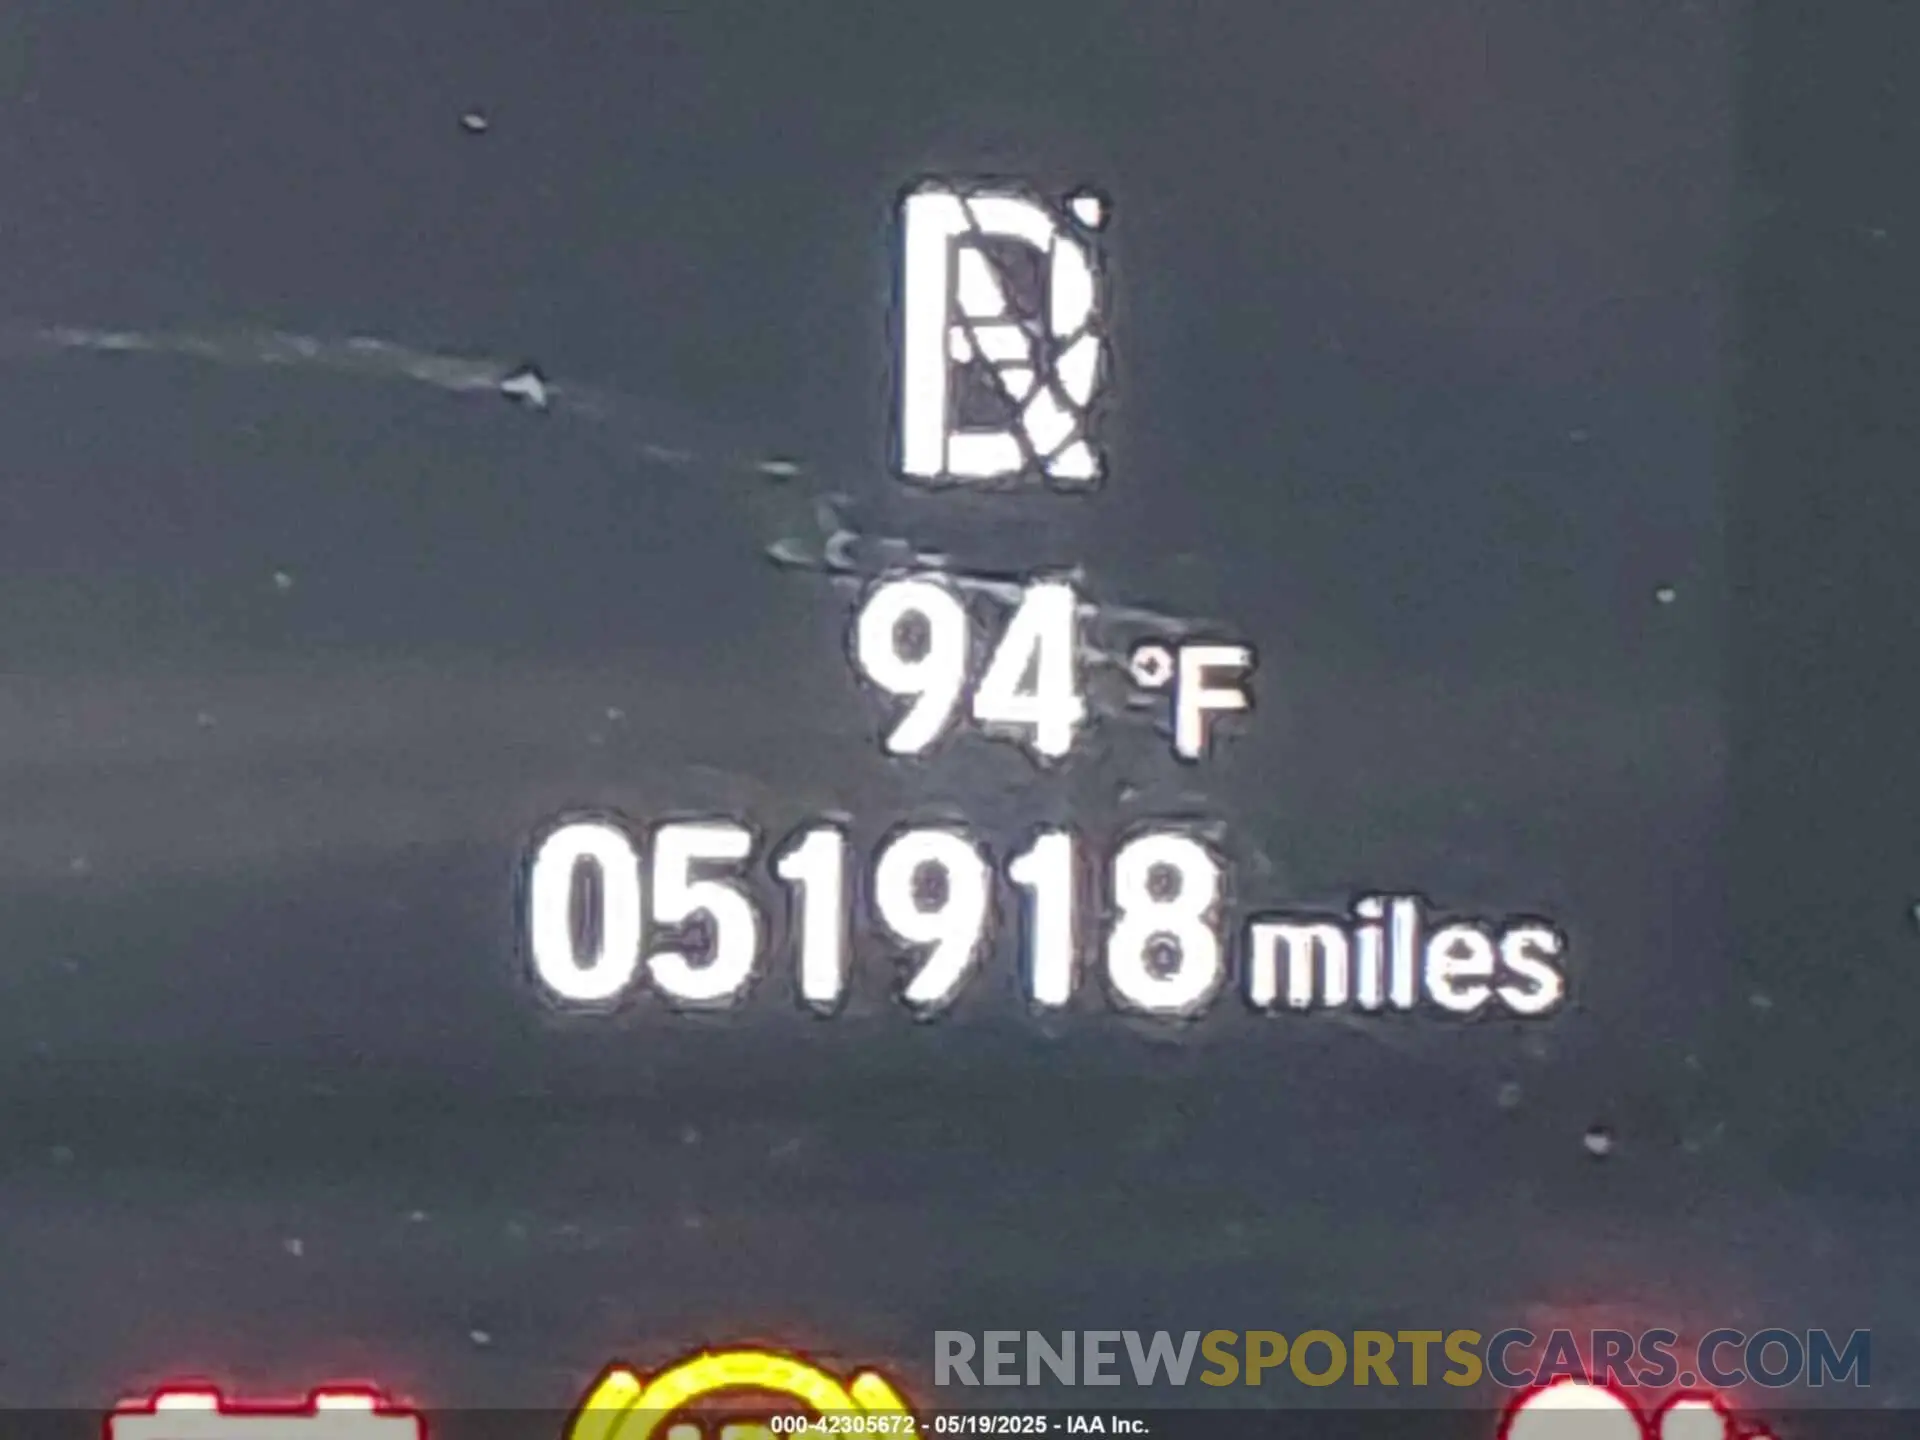 94 °F
051918 miles
RENEWSPORTSCARS.COM
000-42305672 - 05/19/2025 - IAA Inc.